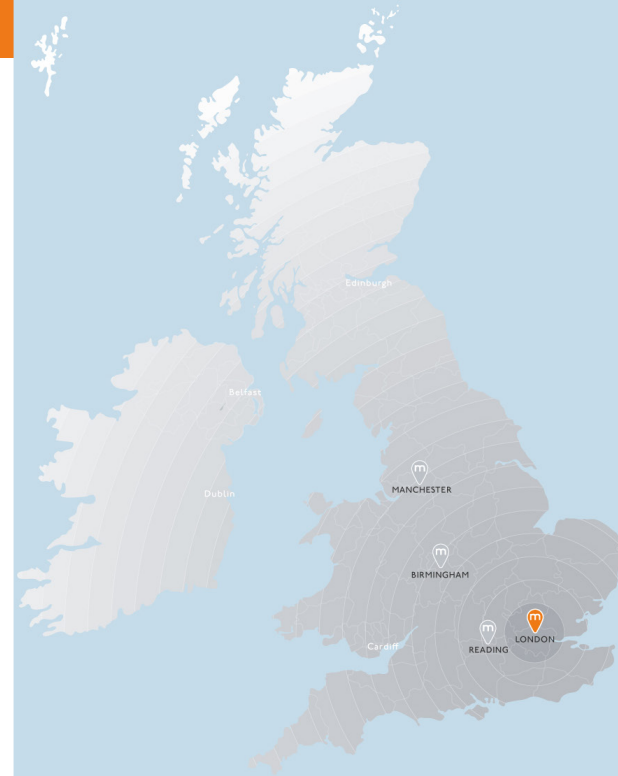 Edinburgh
Belfast
m
MANCHESTER
Dublin
m
BIRMINGHAM
m
LONDON
m
READING
Cardiff